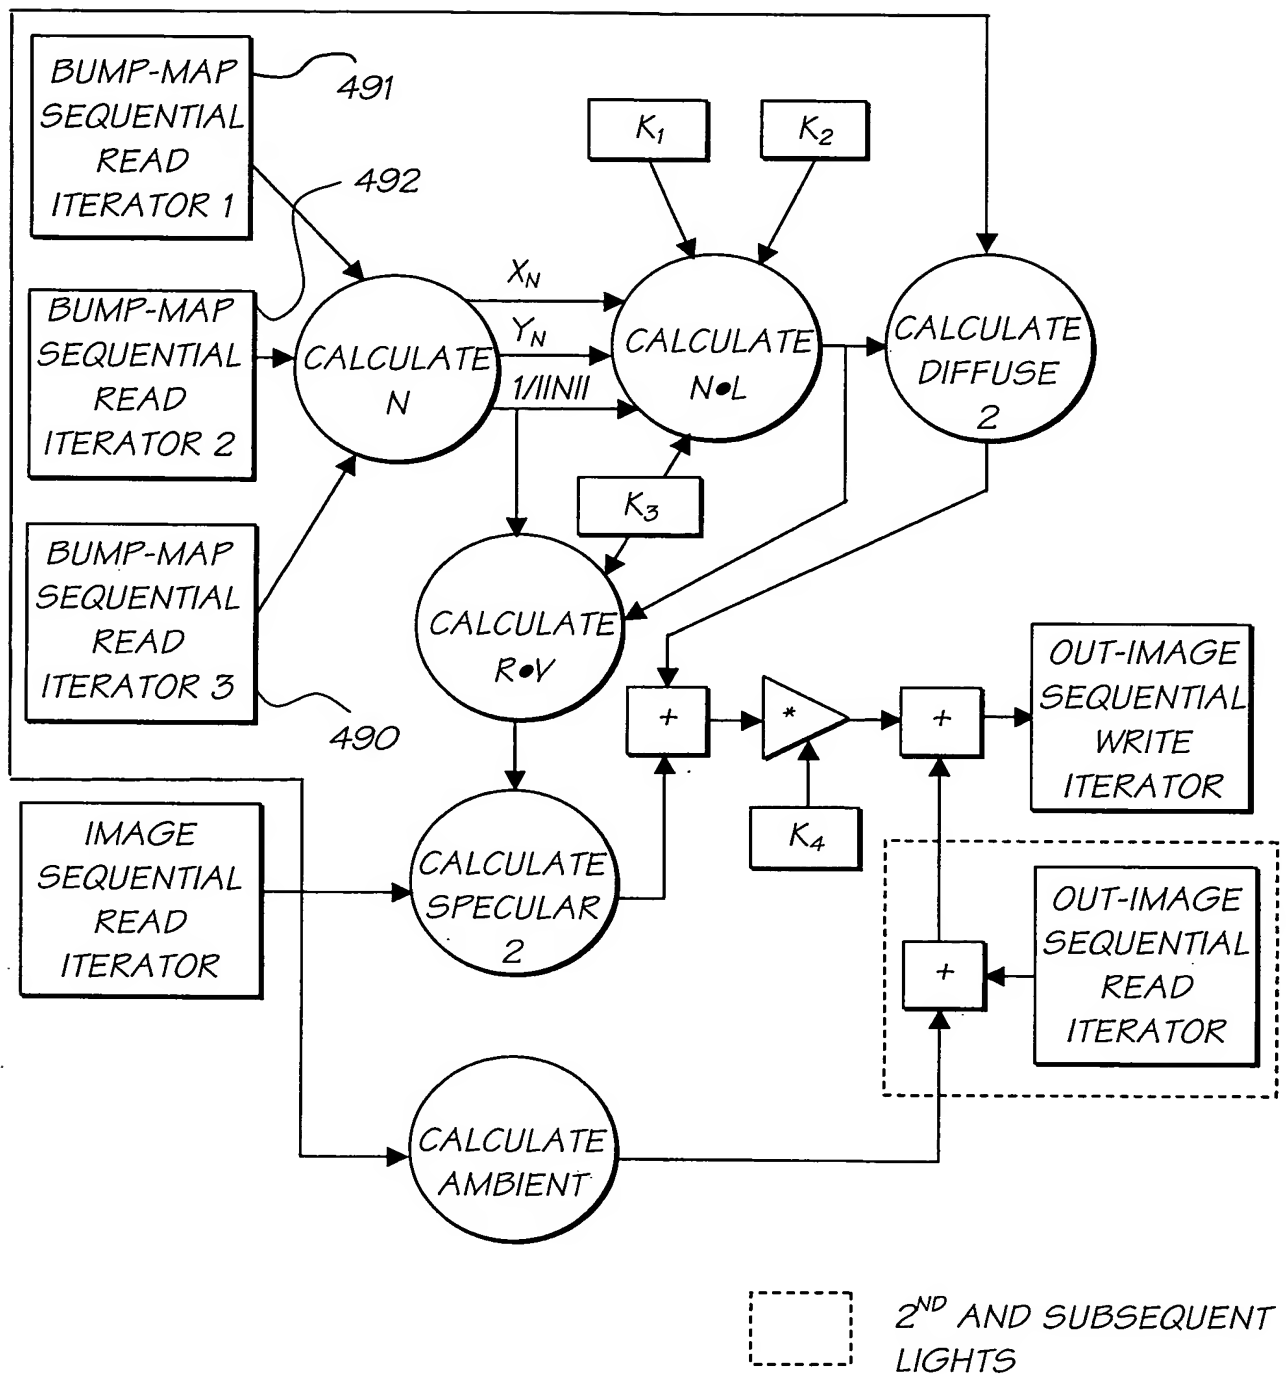 BUMP-MAP
SEQUENTIAL
READ
ITERATOR 1
491
K1
K2
492
BUMP-MAP
SEQUENTIAL
READ
ITERATOR 2
CALCULATE
N
XN
YN
1/IINII
CALCULATE
N●L
CALCULATE
DIFFUSE
2
K3
BUMP-MAP
SEQUENTIAL
READ
ITERATOR 3
490
CALCULATE
R●V
+
*
+
K4
OUT-IMAGE
SEQUENTIAL
WRITE
ITERATOR
IMAGE
SEQUENTIAL
READ
ITERATOR
CALCULATE
SPECULAR
2
+
OUT-IMAGE
SEQUENTIAL
READ
ITERATOR
CALCULATE
AMBIENT
2ND AND SUBSEQUENT
LIGHTS